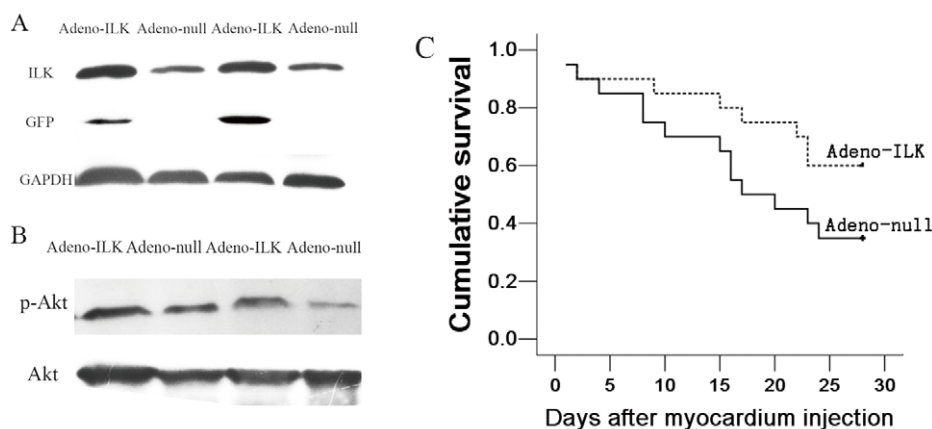 A
Adeno-ILK Adeno-null Adeno-ILK Adeno-null
ILK
GFP
GAPDH
B
Adeno-ILK Adeno-null Adeno-ILK Adeno-null
p-Akt
Akt
C
Cumulative survival
1.0
0.8
0.6
0.4
0.2
0.0
Adeno-ILK
Adeno-null
0 5 10 15 20 25 30
Days after myocardium injection